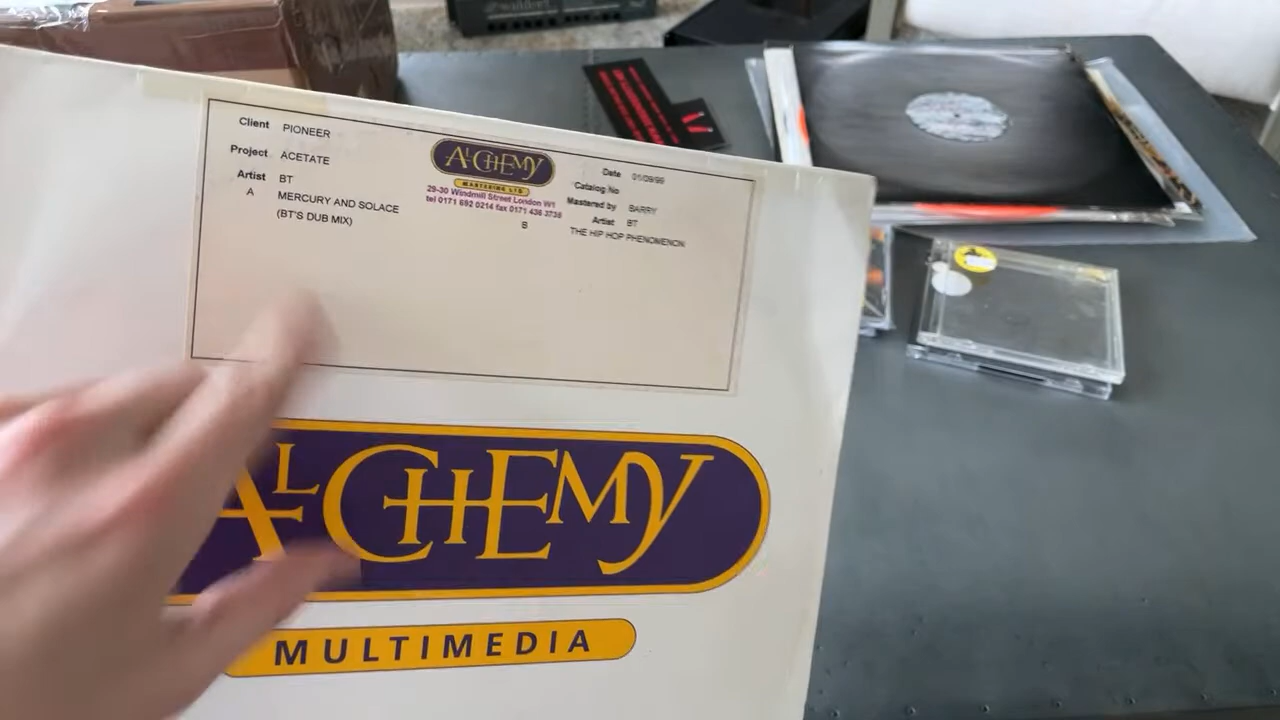 Client PIONEER
Project ACETATE
Artist BT
A MERCURY AND SOLACE
(BT'S DUB MIX)
ALCHEMY
MASTERING LTD
29-30 Windmill Street London W1
tel 0171 692 0214 fax 0171 436 3735
Date 01/09/99
Catalog No
Mastered by BARRY
Artist BT
B THE HIP HOP PHENOMENON
ALCHEMY
MULTIMEDIA